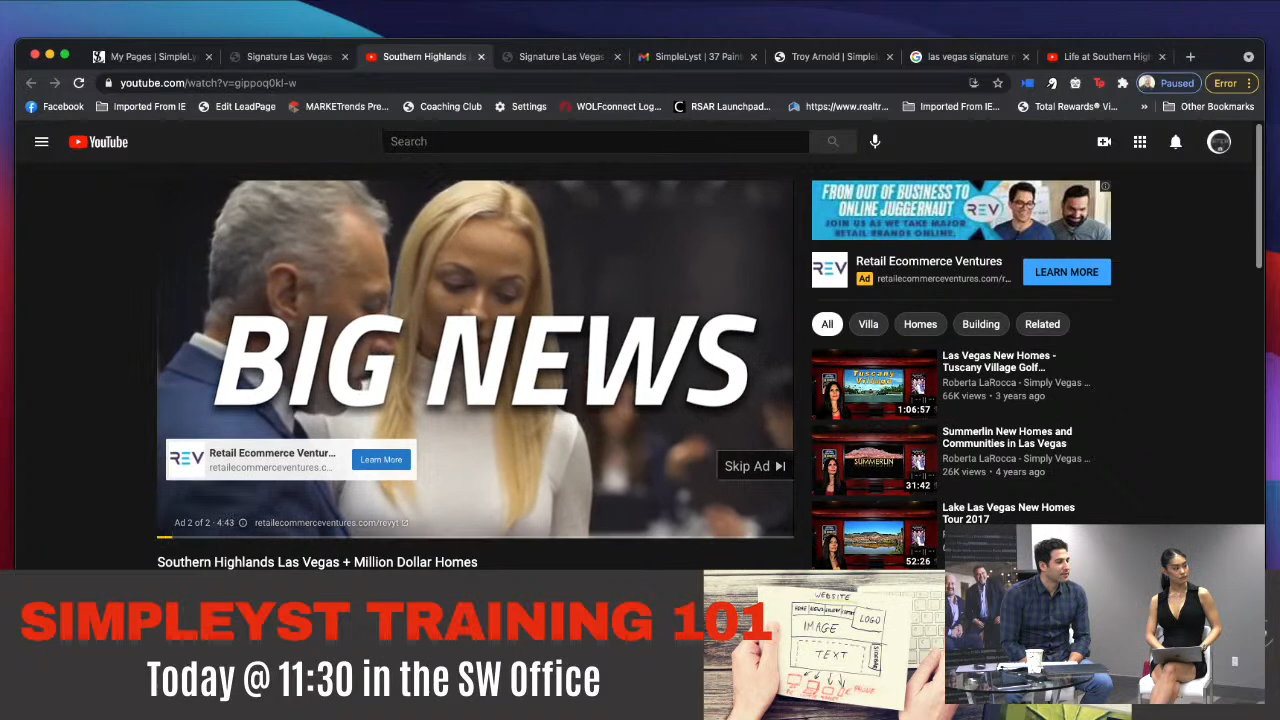 My Pages | SimpleLy
Signature Las Vegas
Southern Highlands
Signature Las Vegas
SimpleLyst | 37 Pain
Troy Arnold | Simple
las vegas signature
Life at Southern Hig
youtube.com/watch?v=gippoq0kI-w
Paused
Error
Facebook
Imported From IE
Edit LeadPage
MARKETrends Pre...
Coaching Club
Settings
WOLFconnect Log...
RSAR Launchpad...
https://www.realtr...
Imported From IE...
Total Rewards® Vi...
»
Other Bookmarks
YouTube
Search
BIG NEWS
REV
Retail Ecommerce Ventur...
retailecommerceventures.c...
Learn More
Skip Ad
Ad 2 of 2 · 4:43
retailecommerceventures.com/revyt
Southern Highlands Las Vegas + Million Dollar Homes
FROM OUT OF BUSINESS TO
ONLINE JUGGERNAUT
JOIN US AS WE TAKE MAJOR
RETAIL BRANDS ONLINE.
REV
REV
Retail Ecommerce Ventures
Ad
retailecommerceventures.com/r...
LEARN MORE
All
Villa
Homes
Building
Related
Tuscany
Village
1:06:57
Las Vegas New Homes -
Tuscany Village Golf...
Roberta LaRocca - Simply Vegas ...
66K views • 3 years ago
SUMMERLIN
31:42
Summerlin New Homes and
Communities in Las Vegas
Roberta LaRocca - Simply Vegas ...
26K views • 4 years ago
52:26
Lake Las Vegas New Homes
Tour 2017
SIMPLEYST TRAINING 101
Today @ 11:30 in the SW Office
WEBSITE
HOME
LOGO
IMAGE
TEXT